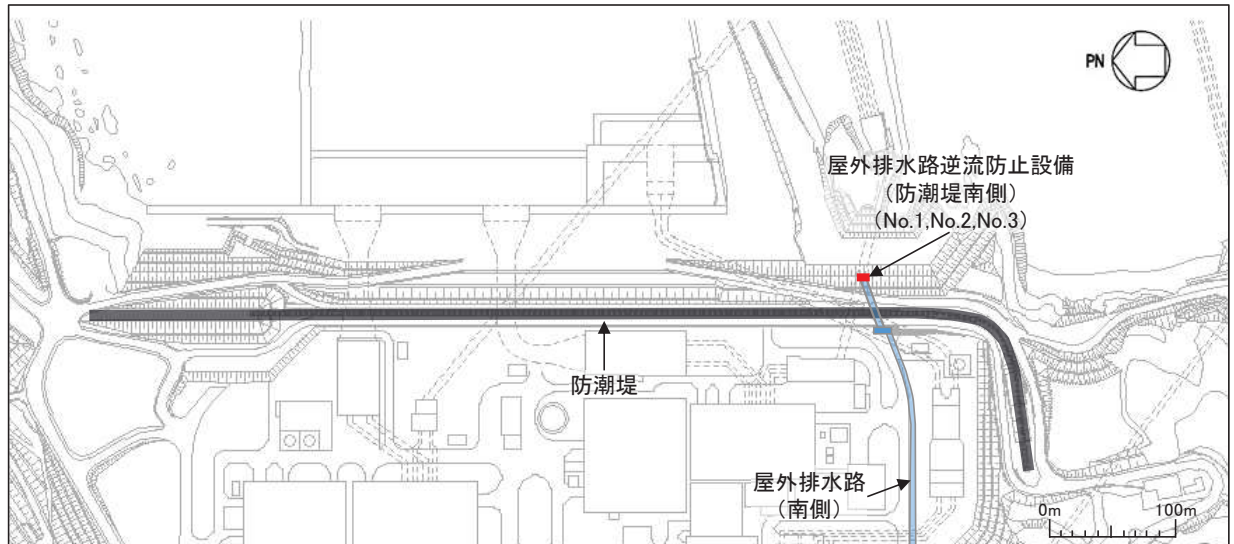 PN
屋外排水路逆流防止設備
（防潮堤南側）
（No.1,No.2,No.3）
防潮堤
屋外排水路
（南側）
0m 100m